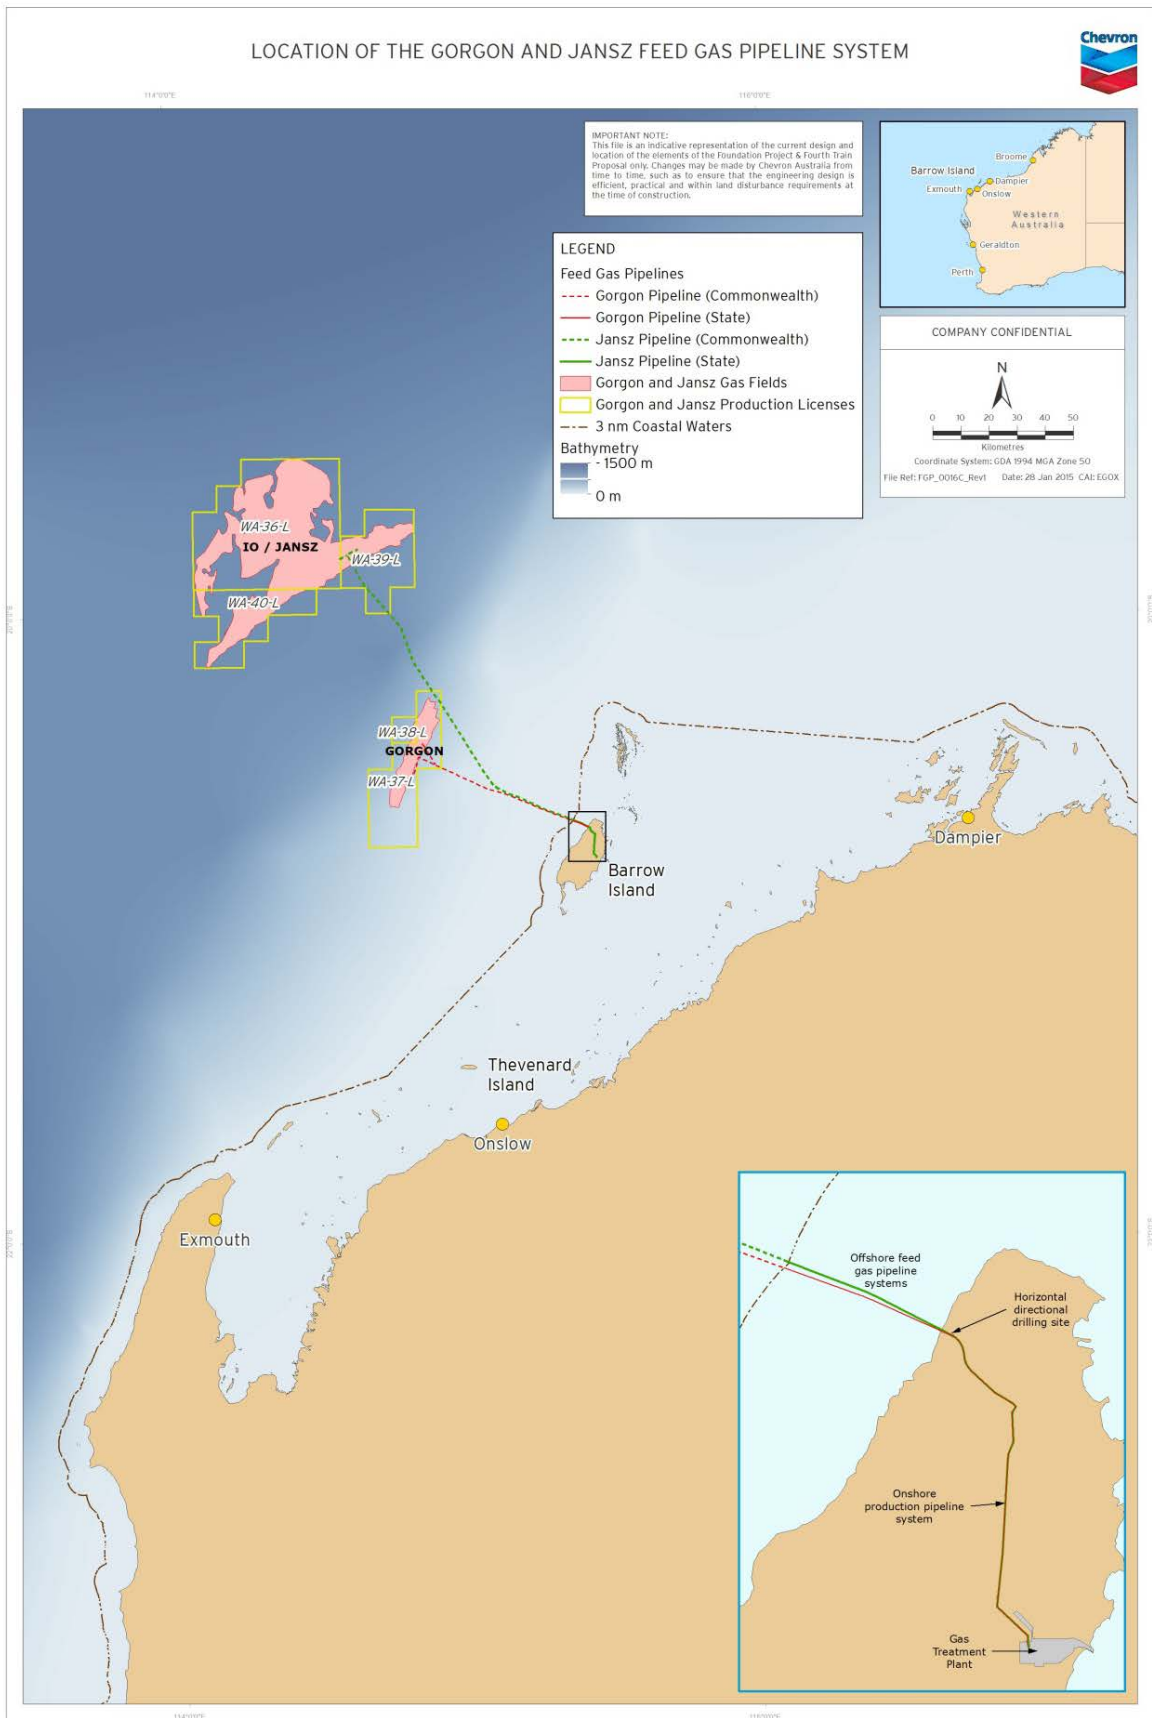 LOCATION OF THE GORGON AND JANSZ FEED GAS PIPELINE SYSTEM
Chevron
114°0'0"E
116°0'0"E
IMPORTANT NOTE:
This file is an indicative representation of the current design and
location of the elements of the Foundation Project & Fourth Train
Proposal only. Changes may be made by Chevron Australia from
time to time, such as to ensure that the engineering design is
efficient, practical and within land disturbance requirements at
the time of construction.
Broome
Barrow Island
Dampier
Exmouth
Onslow
Western
Australia
Geraldton
Perth
LEGEND
Feed Gas Pipelines
Gorgon Pipeline (Commonwealth)
Gorgon Pipeline (State)
Jansz Pipeline (Commonwealth)
Jansz Pipeline (State)
Gorgon and Jansz Gas Fields
Gorgon and Jansz Production Licenses
3 nm Coastal Waters
Bathymetry
- 1500 m
0 m
COMPANY CONFIDENTIAL
N
0 10 20 30 40 50
Kilometres
Coordinate System: GDA 1994 MGA Zone 50
File Ref: FGP_0016C_Rev1 Date: 28 Jan 2015 CAI: EGOX
WA-36-L
IO / JANSZ
WA-39-L
WA-40-L
WA-38-L
GORGON
WA-37-L
Dampier
Barrow
Island
Thevenard
Island
Onslow
Exmouth
Offshore feed
gas pipeline
systems
Horizontal
directional
drilling site
Onshore
production pipeline
system
Gas
Treatment
Plant
114°0'0"E